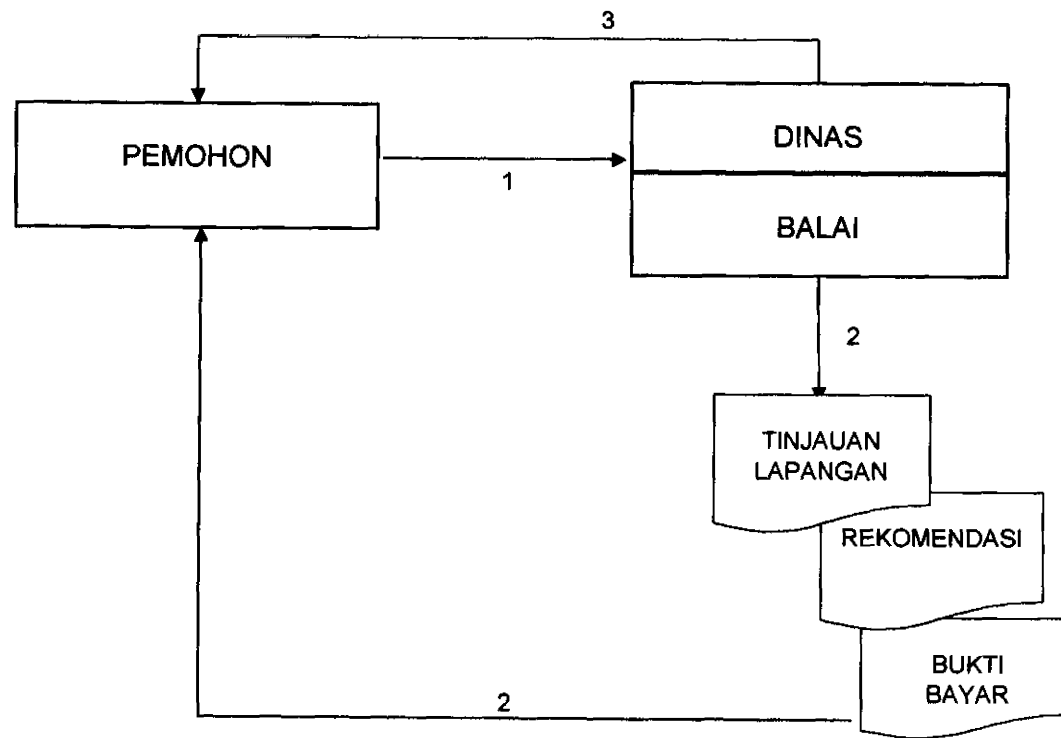 3
PEMOHON
1
DINAS
BALAI
2
TINJAUAN
LAPANGAN
REKOMENDASI
BUKTI
BAYAR
2